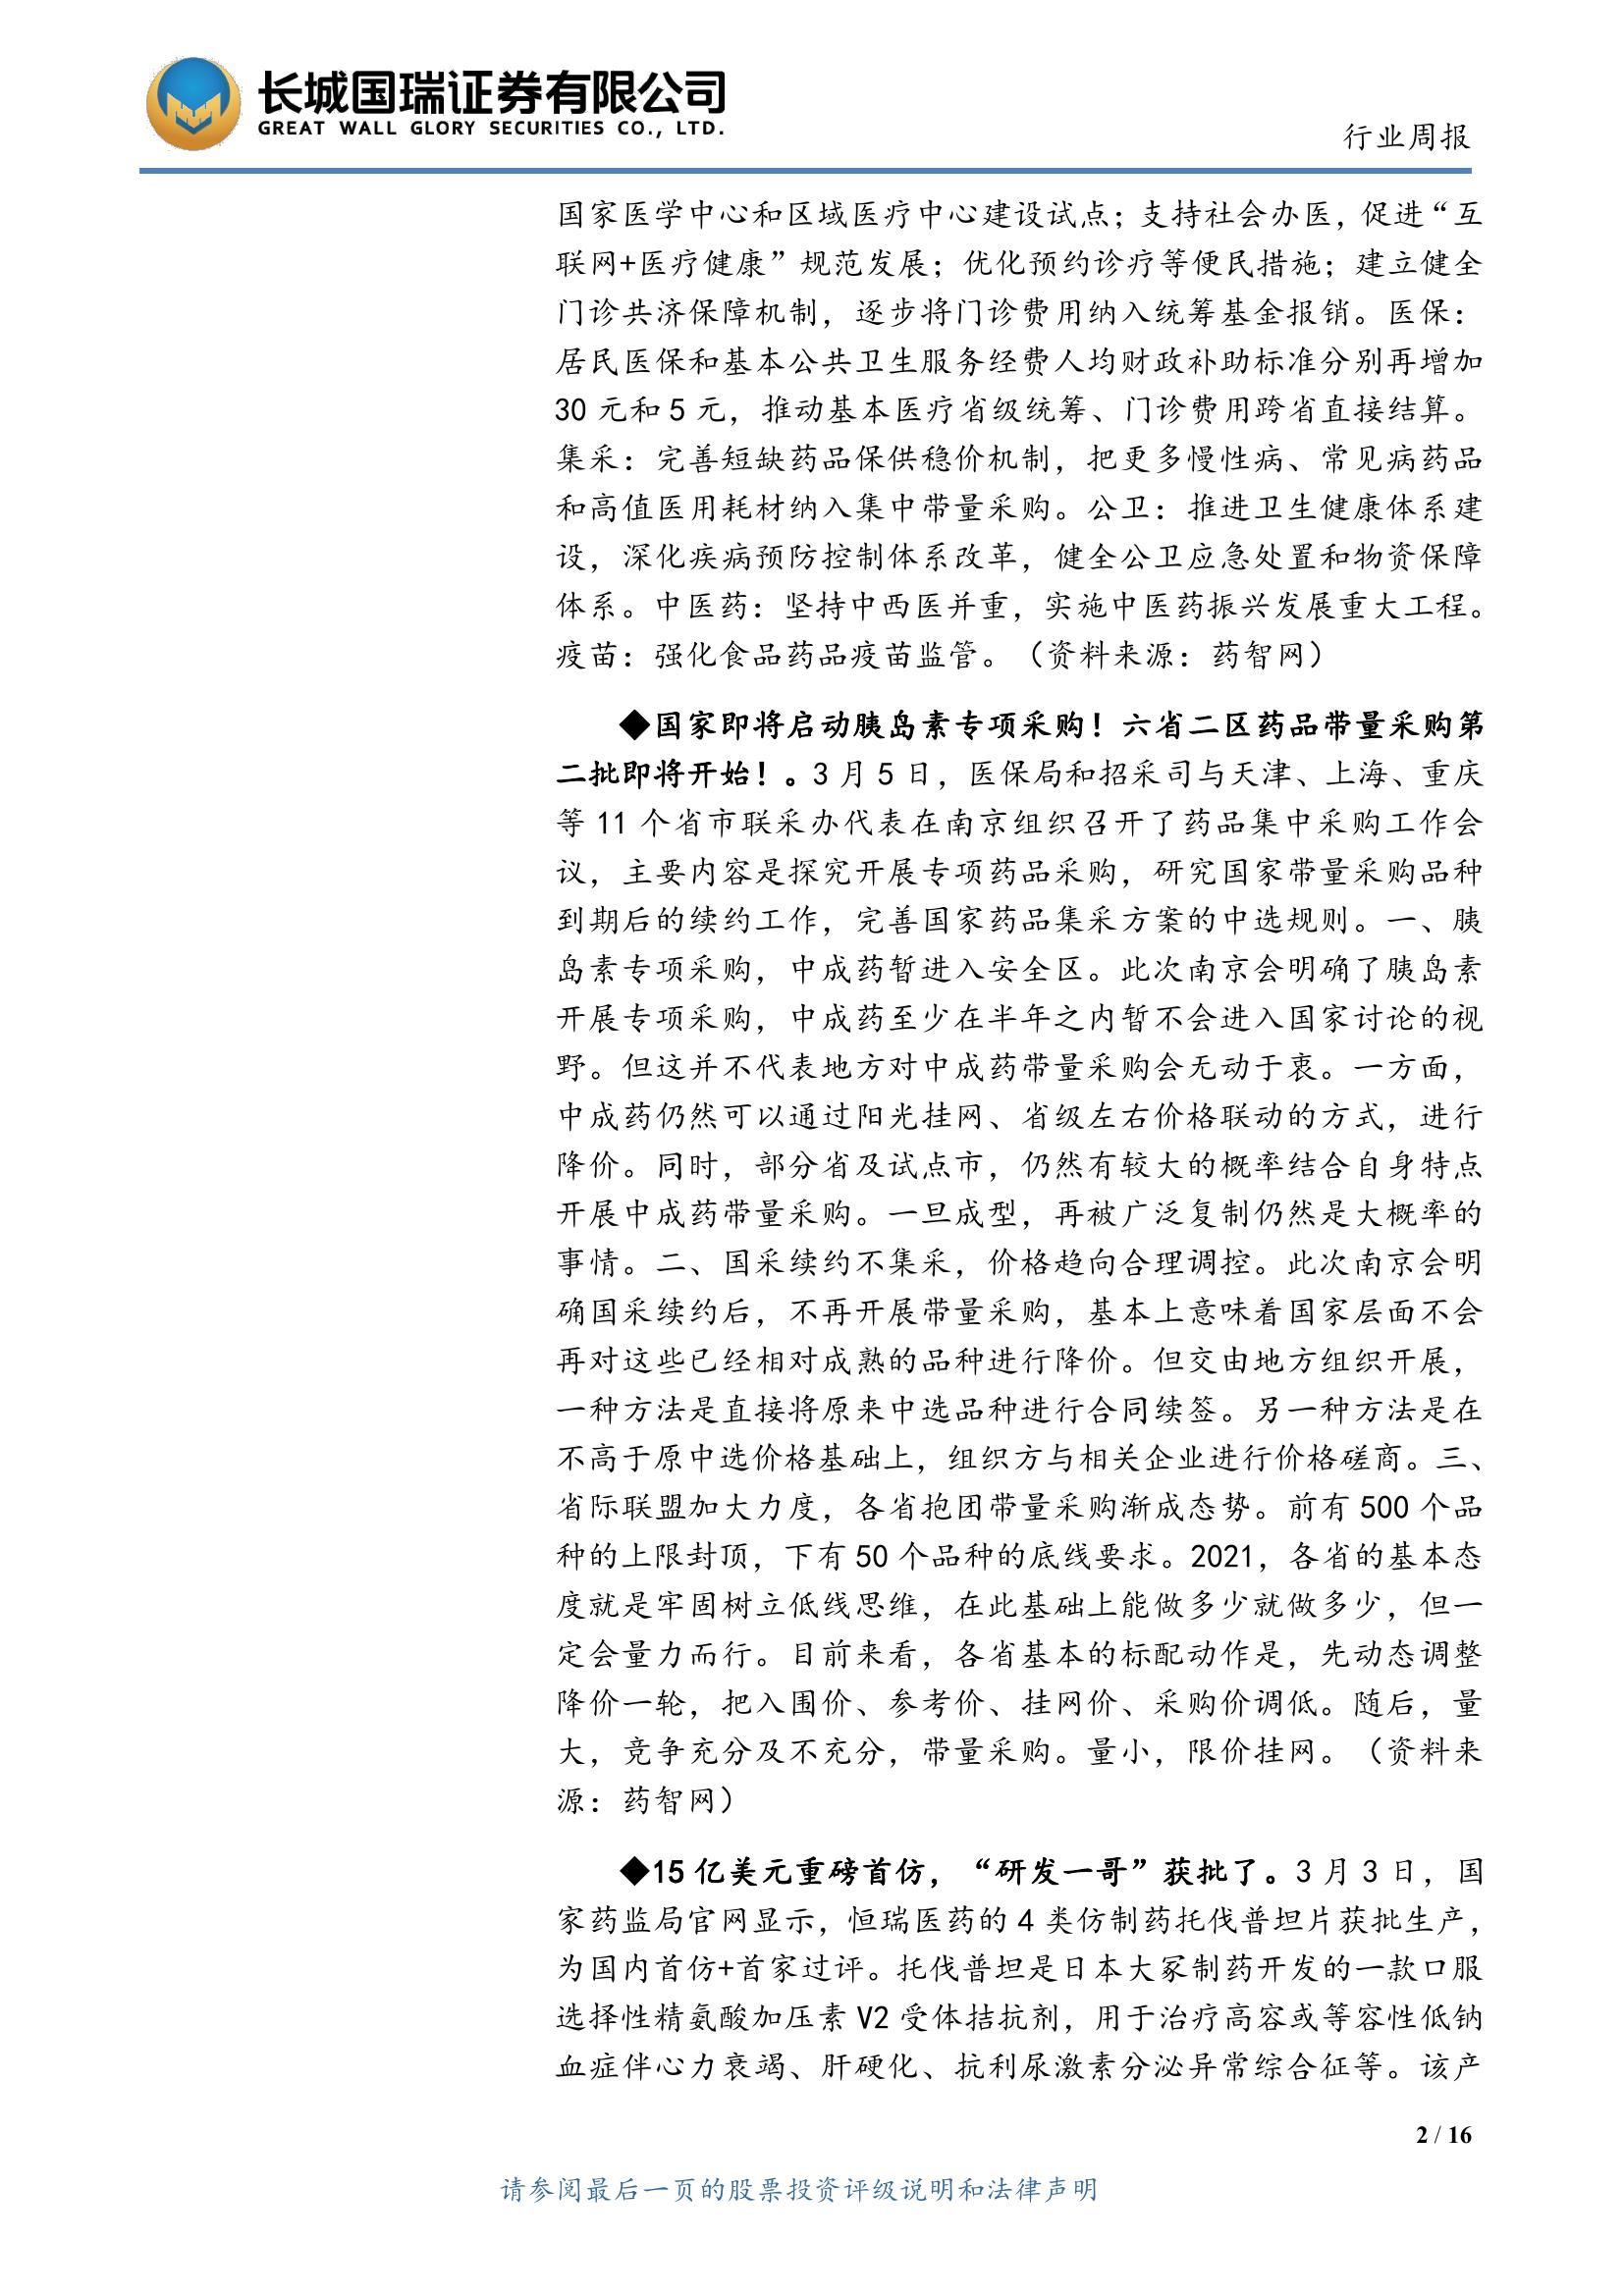 长城国瑞证券有限公司
GREAT WALL GLORY SECURITIES CO., LTD.
行业周报
国家医学中心和区域医疗中心建设试点；支持社会办医，促进“互
联网+医疗健康”规范发展；优化预约诊疗等便民措施；建立健全
门诊共济保障机制，逐步将门诊费用纳入统筹基金报销。医保：
居民医保和基本公共卫生服务经费人均财政补助标准分别再增加
30 元和 5 元，推动基本医疗省级统筹、门诊费用跨省直接结算。
集采：完善短缺药品保供稳价机制，把更多慢性病、常见病药品
和高值医用耗材纳入集中带量采购。公卫：推进卫生健康体系建
设，深化疾病预防控制体系改革，健全公卫应急处置和物资保障
体系。中医药：坚持中西医并重，实施中医药振兴发展重大工程。
疫苗：强化食品药品疫苗监管。（资料来源：药智网）
◆国家即将启动胰岛素专项采购！六省二区药品带量采购第
二批即将开始！。3 月 5 日，医保局和招采司与天津、上海、重庆
等 11 个省市联采办代表在南京组织召开了药品集中采购工作会
议，主要内容是探究开展专项药品采购，研究国家带量采购品种
到期后的续约工作，完善国家药品集采方案的中选规则。一、胰
岛素专项采购，中成药暂进入安全区。此次南京会明确了胰岛素
开展专项采购，中成药至少在半年之内暂不会进入国家讨论的视
野。但这并不代表地方对中成药带量采购会无动于衷。一方面，
中成药仍然可以通过阳光挂网、省级左右价格联动的方式，进行
降价。同时，部分省及试点市，仍然有较大的概率结合自身特点
开展中成药带量采购。一旦成型，再被广泛复制仍然是大概率的
事情。二、国采续约不集采，价格趋向合理调控。此次南京会明
确国采续约后，不再开展带量采购，基本上意味着国家层面不会
再对这些已经相对成熟的品种进行降价。但交由地方组织开展，
一种方法是直接将原来中选品种进行合同续签。另一种方法是在
不高于原中选价格基础上，组织方与相关企业进行价格磋商。三、
省际联盟加大力度，各省抱团带量采购渐成态势。前有 500 个品
种的上限封顶，下有 50 个品种的底线要求。2021，各省的基本态
度就是牢固树立低线思维，在此基础上能做多少就做多少，但一
定会量力而行。目前来看，各省基本的标配动作是，先动态调整
降价一轮，把入围价、参考价、挂网价、采购价调低。随后，量
大，竞争充分及不充分，带量采购。量小，限价挂网。（资料来
源：药智网）
◆15 亿美元重磅首仿，“研发一哥”获批了。3 月 3 日，国
家药监局官网显示，恒瑞医药的 4 类仿制药托伐普坦片获批生产，
为国内首仿+首家过评。托伐普坦是日本大冢制药开发的一款口服
选择性精氨酸加压素 V2 受体拮抗剂，用于治疗高容或等容性低钠
血症伴心力衰竭、肝硬化、抗利尿激素分泌异常综合征等。该产
2 / 16
请参阅最后一页的股票投资评级说明和法律声明